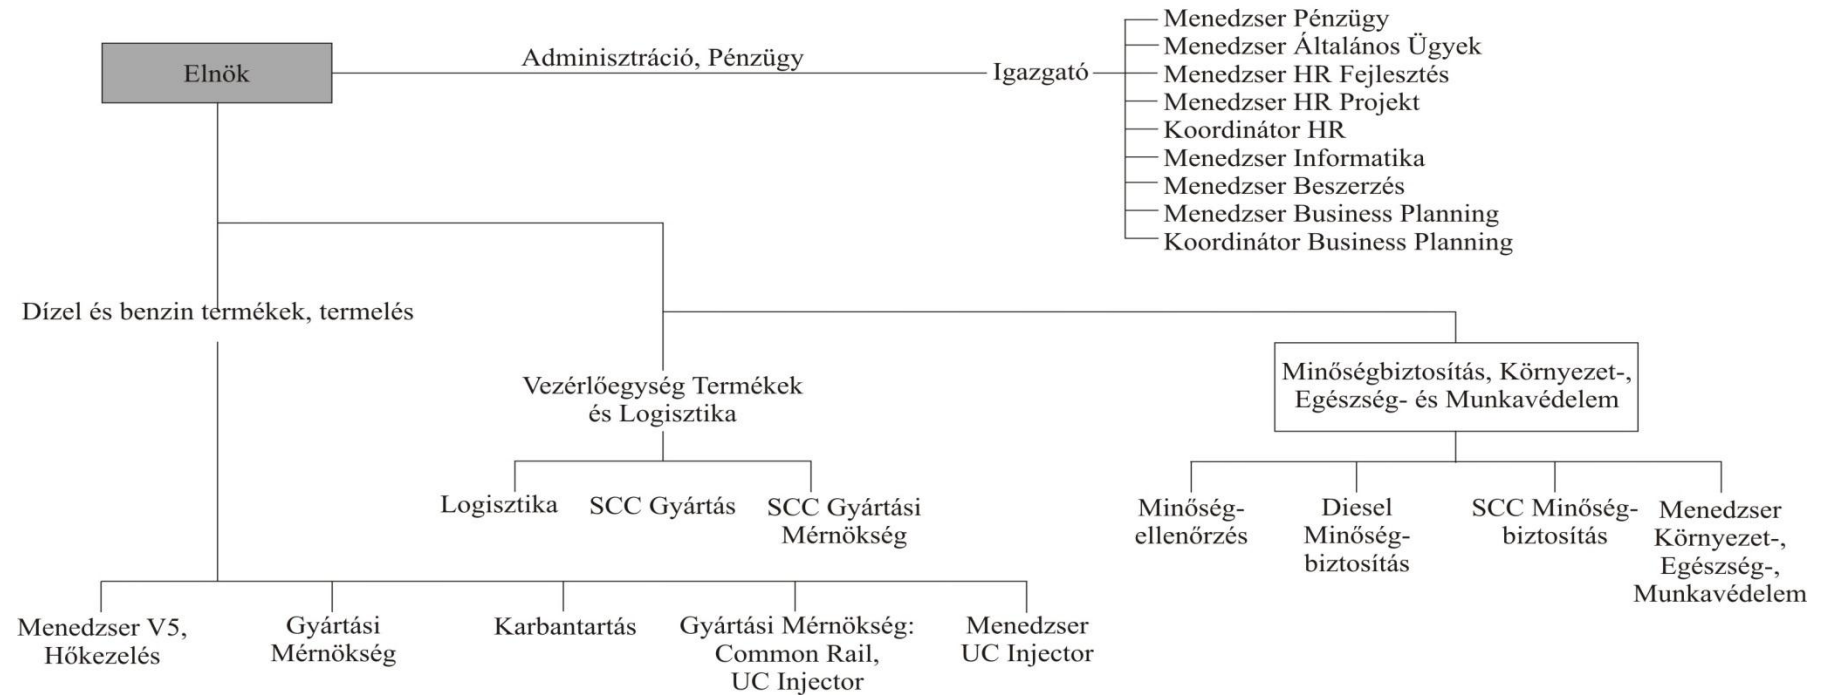 Elnök
Adminisztráció, Pénzügy
Igazgató
Menedzser Pénzügy
Menedzser Általános Ügyek
Menedzser HR Fejlesztés
Menedzser HR Projekt
Koordinátor HR
Menedzser Informatika
Menedzser Beszerzés
Menedzser Business Planning
Koordinátor Business Planning
Dízel és benzin termékek, termelés
Vezérlőegység Termékek
és Logisztika
Minőségbiztosítás, Környezet-,
Egészség- és Munkavédelem
Logisztika
SCC Gyártás
SCC Gyártási
Mérnökség
Minőség-
ellenőrzés
Diesel
Minőség-
biztosítás
SCC Minőség-
biztosítás
Menedzser
Környezet-,
Egészség-,
Munkavédelem
Menedzser V5,
Hőkezelés
Gyártási
Mérnökség
Karbantartás
Gyártási Mérnökség:
Common Rail,
UC Injector
Menedzser
UC Injector